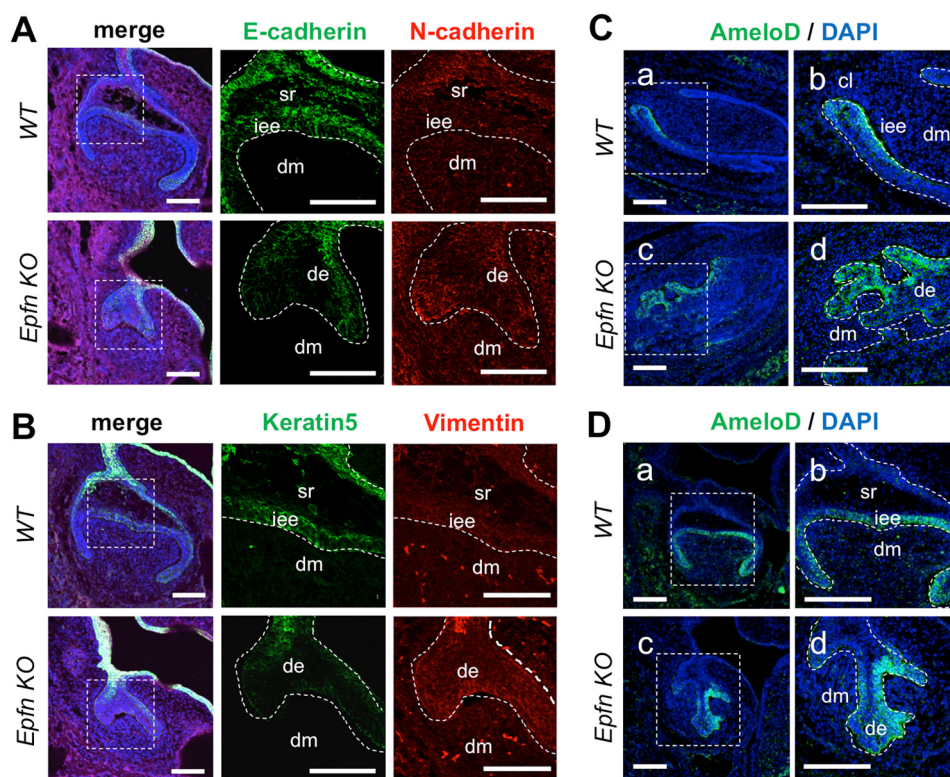 A
merge
E-cadherin
N-cadherin
WT
sr
iee
dm
sr
iee
dm
Epfn KO
de
dm
de
dm
B
merge
Keratin5
Vimentin
WT
sr
iee
dm
sr
iee
dm
Epfn KO
de
dm
de
dm
C
AmeloD / DAPI
WT
a
b
cl
iee
dm
Epfn KO
c
d
de
dm
D
AmeloD / DAPI
WT
a
b
sr
iee
dm
Epfn KO
c
d
dm
de